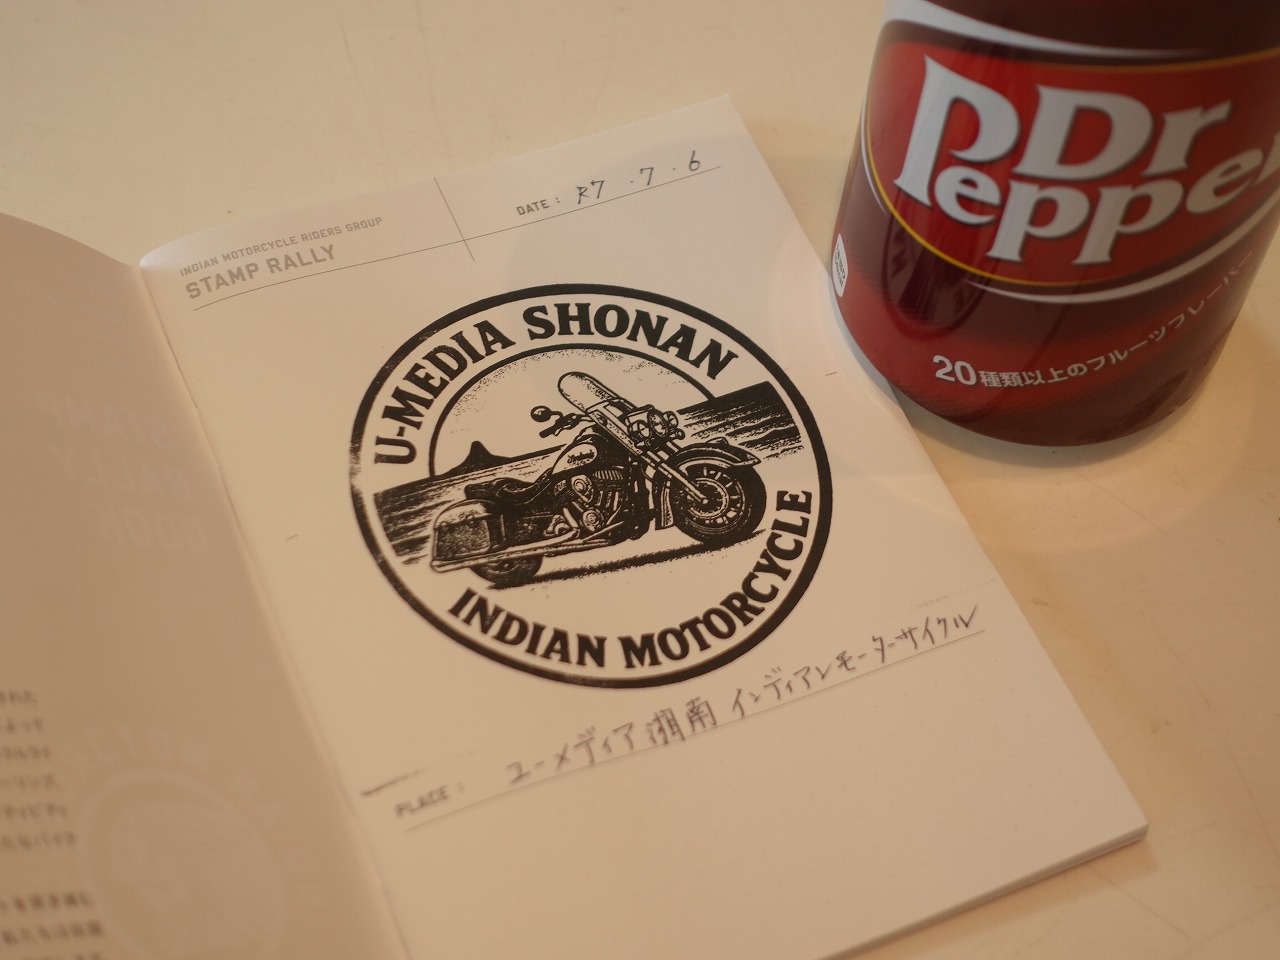 INDIAN MOTORCYCLE RIDERS GROUP
STAMP RALLY
DATE : R7 . 7 . 6
U-MEDIA SHONAN
INDIAN MOTORCYCLE
PLACE : ユーメディア湘南 インディアンモーターサイクル
Dr
Pepper
20種類以上のフルーツフレーバー